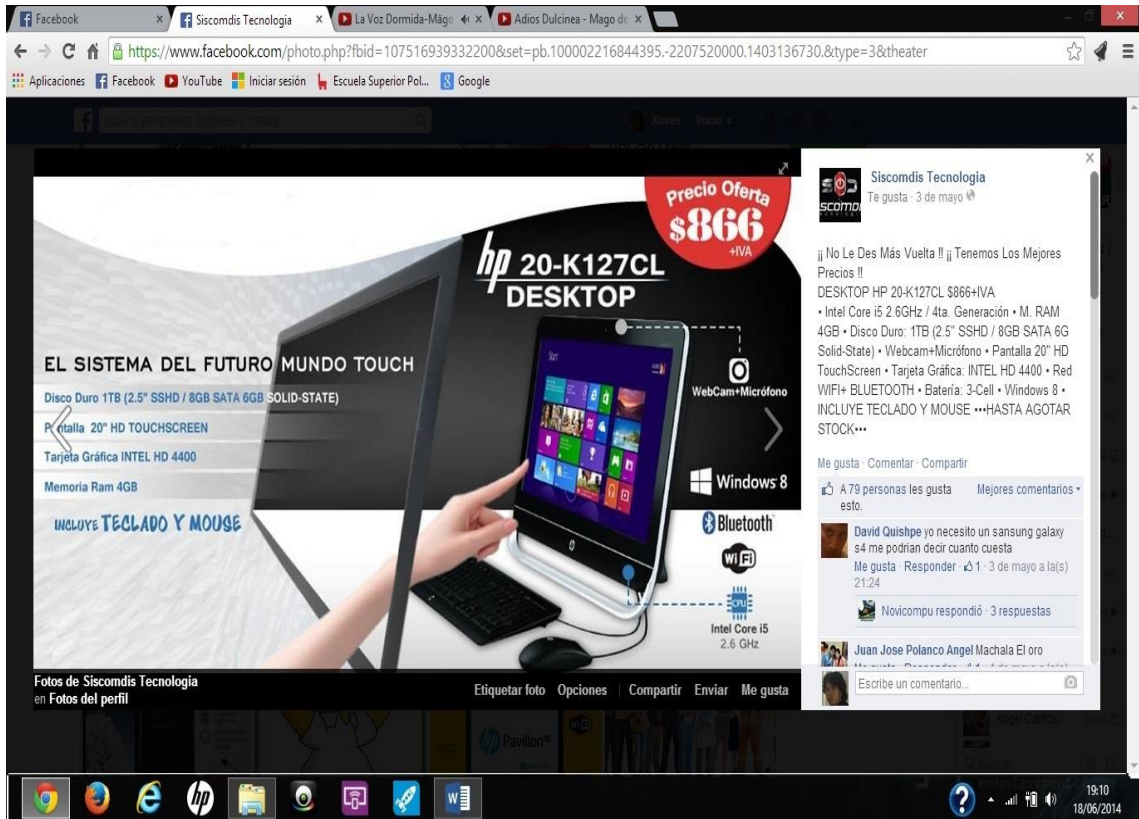 Facebook
Siscomdis Tecnologia
La Voz Dormida-Mägo
Adios Dulcinea - Mago de
https://www.facebook.com/photo.php?fbid=107516939332200&set=pb.100002216844395.-2207520000.1403136730.&type=3&theater
Aplicaciones Facebook YouTube Iniciar sesión Escuela Superior Pol... Google
Xavier Inicio
Precio Oferta
$866
+IVA
hp 20-K127CL
DESKTOP
EL SISTEMA DEL FUTURO MUNDO TOUCH
Disco Duro 1TB (2.5" SSHD / 8GB SATA 6GB SOLID-STATE)
Pantalla 20" HD TOUCHSCREEN
Tarjeta Gráfica INTEL HD 4400
Memoria Ram 4GB
INCLUYE TECLADO Y MOUSE
Start
WebCam+Micrófono
Windows 8
Bluetooth
WiFi
CPU
Intel Core i5
2.6 GHz
Fotos de Siscomdis Tecnologia
en Fotos del perfil
Etiquetar foto Opciones Compartir Enviar Me gusta
Siscomdis Tecnologia
Te gusta · 3 de mayo
¡¡ No Le Des Más Vuelta !! ¡¡ Tenemos Los Mejores
Precios !!
DESKTOP HP 20-K127CL $866+IVA
• Intel Core i5 2.6GHz / 4ta. Generación • M. RAM
4GB • Disco Duro: 1TB (2.5" SSHD / 8GB SATA 6G
Solid-State) • Webcam+Micrófono • Pantalla 20" HD
TouchScreen • Tarjeta Gráfica: INTEL HD 4400 • Red
WIFI+ BLUETOOTH • Batería: 3-Cell • Windows 8 •
INCLUYE TECLADO Y MOUSE •••HASTA AGOTAR
STOCK•••
Me gusta · Comentar · Compartir
A 79 personas les gusta
esto.
Mejores comentarios
David Quishpe yo necesito un sansung galaxy
s4 me podrian decir cuanto cuesta
Me gusta · Responder · 1 · 3 de mayo a la(s)
21:24
Novicompu respondió · 3 respuestas
Juan Jose Polanco Angel Machala El oro
Escribe un comentario...
hp Pavilion
Angel Cantos
Buscar
19:10
18/06/2014